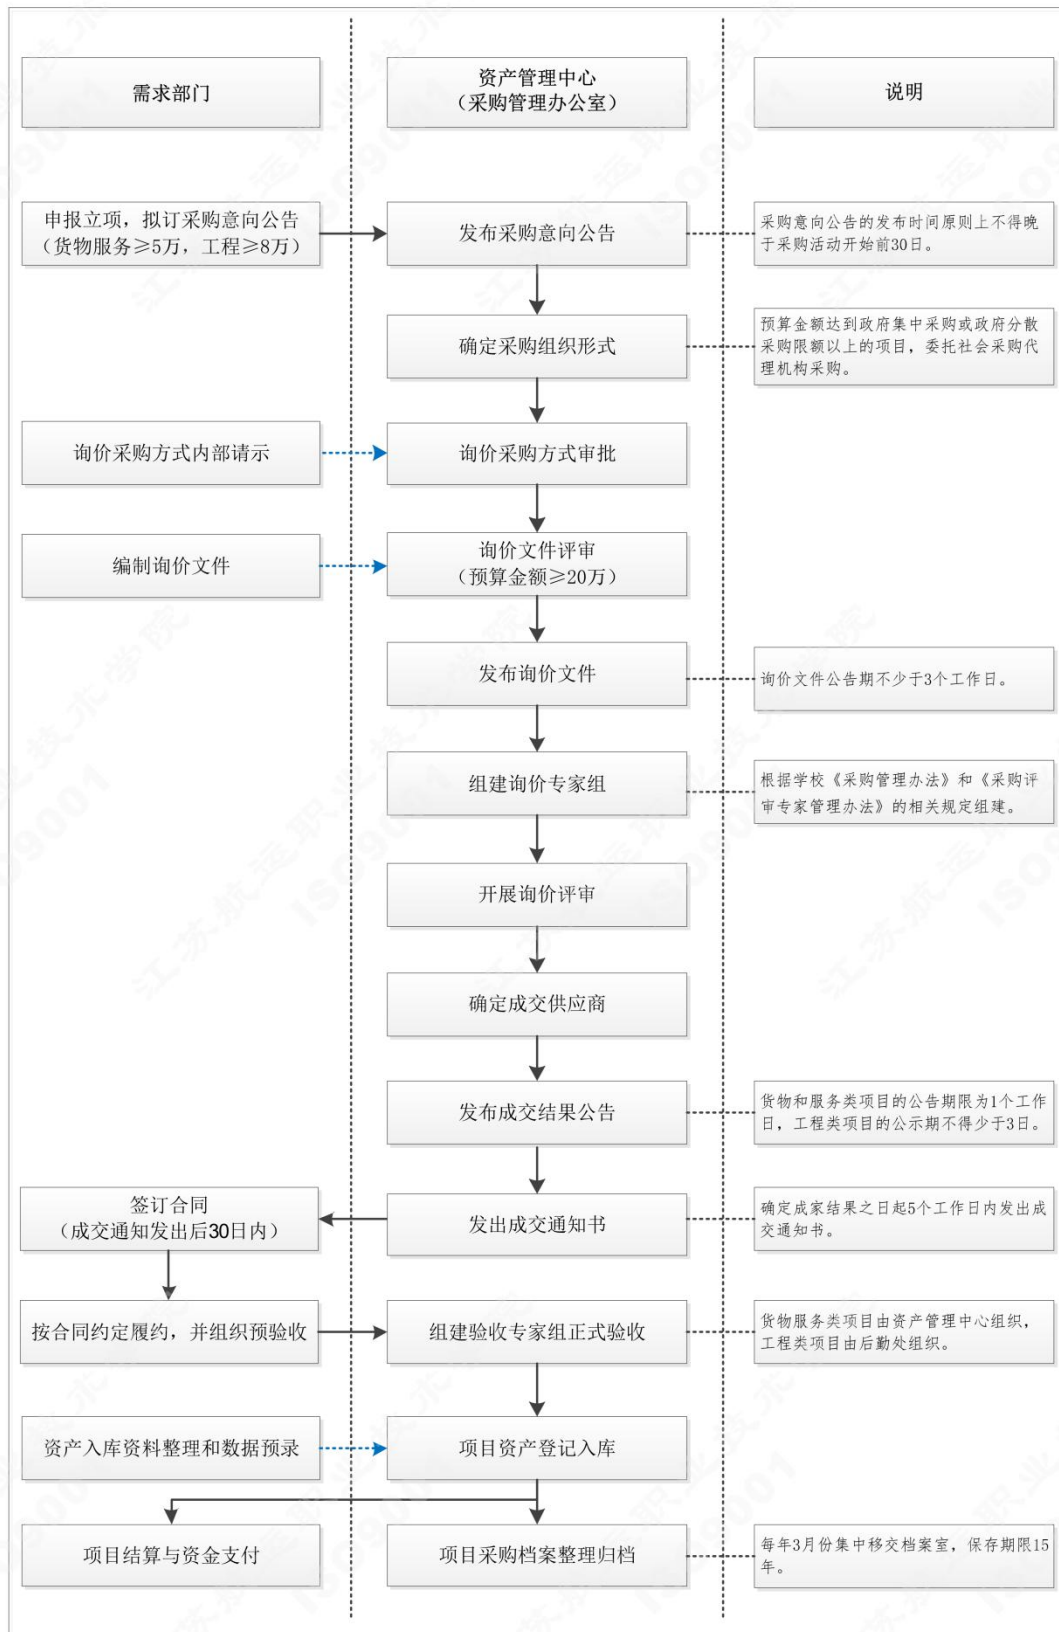 需求部门
资产管理中心
（采购管理办公室）
说明
申报立项，拟订采购意向公告
（货物服务≥5万，工程≥8万）
发布采购意向公告
采购意向公告的发布时间原则上不得晚
于采购活动开始前30日。
确定采购组织形式
预算金额达到政府集中采购或政府分散
采购限额以上的项目，委托社会采购代
理机构采购。
询价采购方式内部请示
询价采购方式审批
编制询价文件
询价文件评审
（预算金额≥20万）
发布询价文件
询价文件公告期不少于3个工作日。
组建询价专家组
根据学校《采购管理办法》和《采购评
审专家管理办法》的相关规定组建。
开展询价评审
确定成交供应商
发布成交结果公告
货物和服务类项目的公告期限为1个工作
日，工程类项目的公示期不得少于3日。
签订合同
（成交通知发出后30日内）
发出成交通知书
确定成家结果之日起5个工作日内发出成
交通知书。
按合同约定履约，并组织预验收
组建验收专家组正式验收
货物服务类项目由资产管理中心组织，
工程类项目由后勤处组织。
资产入库资料整理和数据预录
项目资产登记入库
项目结算与资金支付
项目采购档案整理归档
每年3月份集中移交档案室，保存期限15
年。
江苏航运职业技术学院
ISO9001